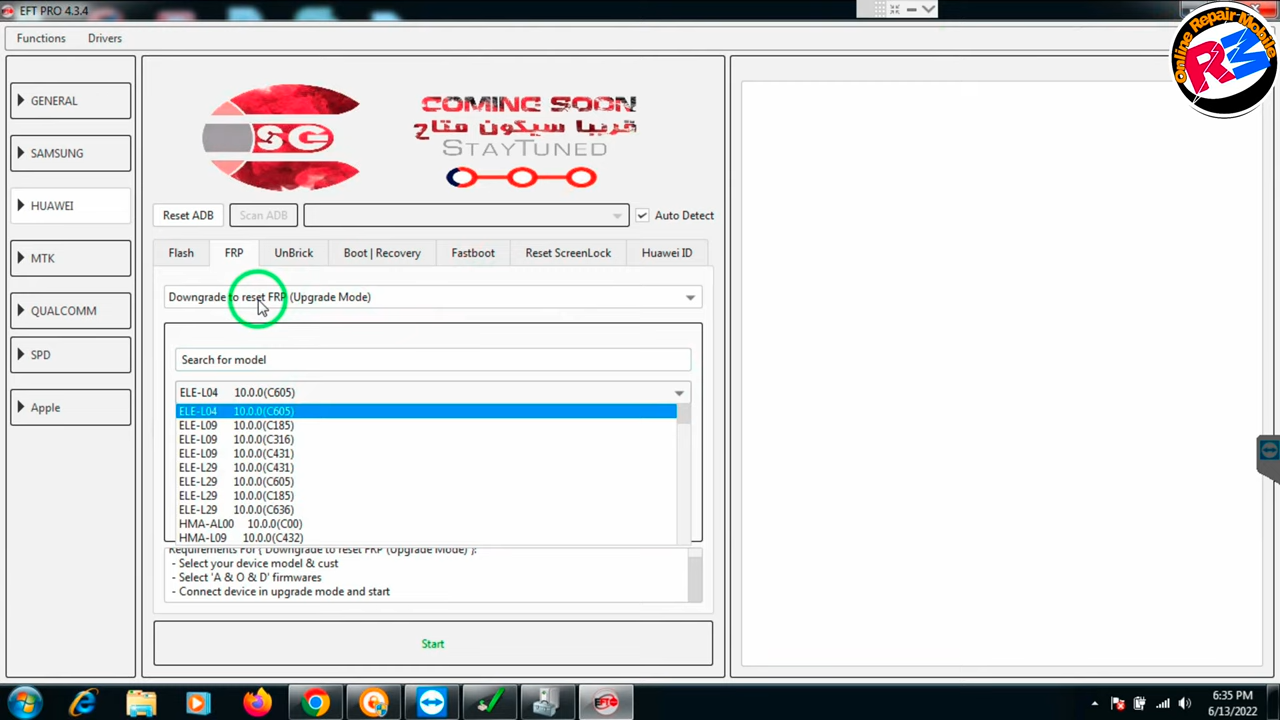 EFT PRO 4.3.4
Functions Drivers
Online Repair Mobile
RM
GENERAL
SAMSUNG
HUAWEI
MTK
QUALCOMM
SPD
Apple
SG
COMING SOON
قريبا سيكون متاح
STAYTUNED
Reset ADB Scan ADB Auto Detect
Flash FRP UnBrick Boot | Recovery Fastboot Reset ScreenLock Huawei ID
Downgrade to reset FRP (Upgrade Mode)
Search for model
ELE-L04 10.0.0(C605)
ELE-L04 10.0.0(C605)
ELE-L09 10.0.0(C185)
ELE-L09 10.0.0(C316)
ELE-L09 10.0.0(C431)
ELE-L29 10.0.0(C431)
ELE-L29 10.0.0(C605)
ELE-L29 10.0.0(C185)
ELE-L29 10.0.0(C636)
HMA-AL00 10.0.0(C00)
HMA-L09 10.0.0(C432)
Requirements For [ Downgrade to reset FRP (Upgrade Mode) ]:
- Select your device model & cust
- Select 'A & O & D' firmwares
- Connect device in upgrade mode and start
Start
EFT
6:35 PM
6/13/2022